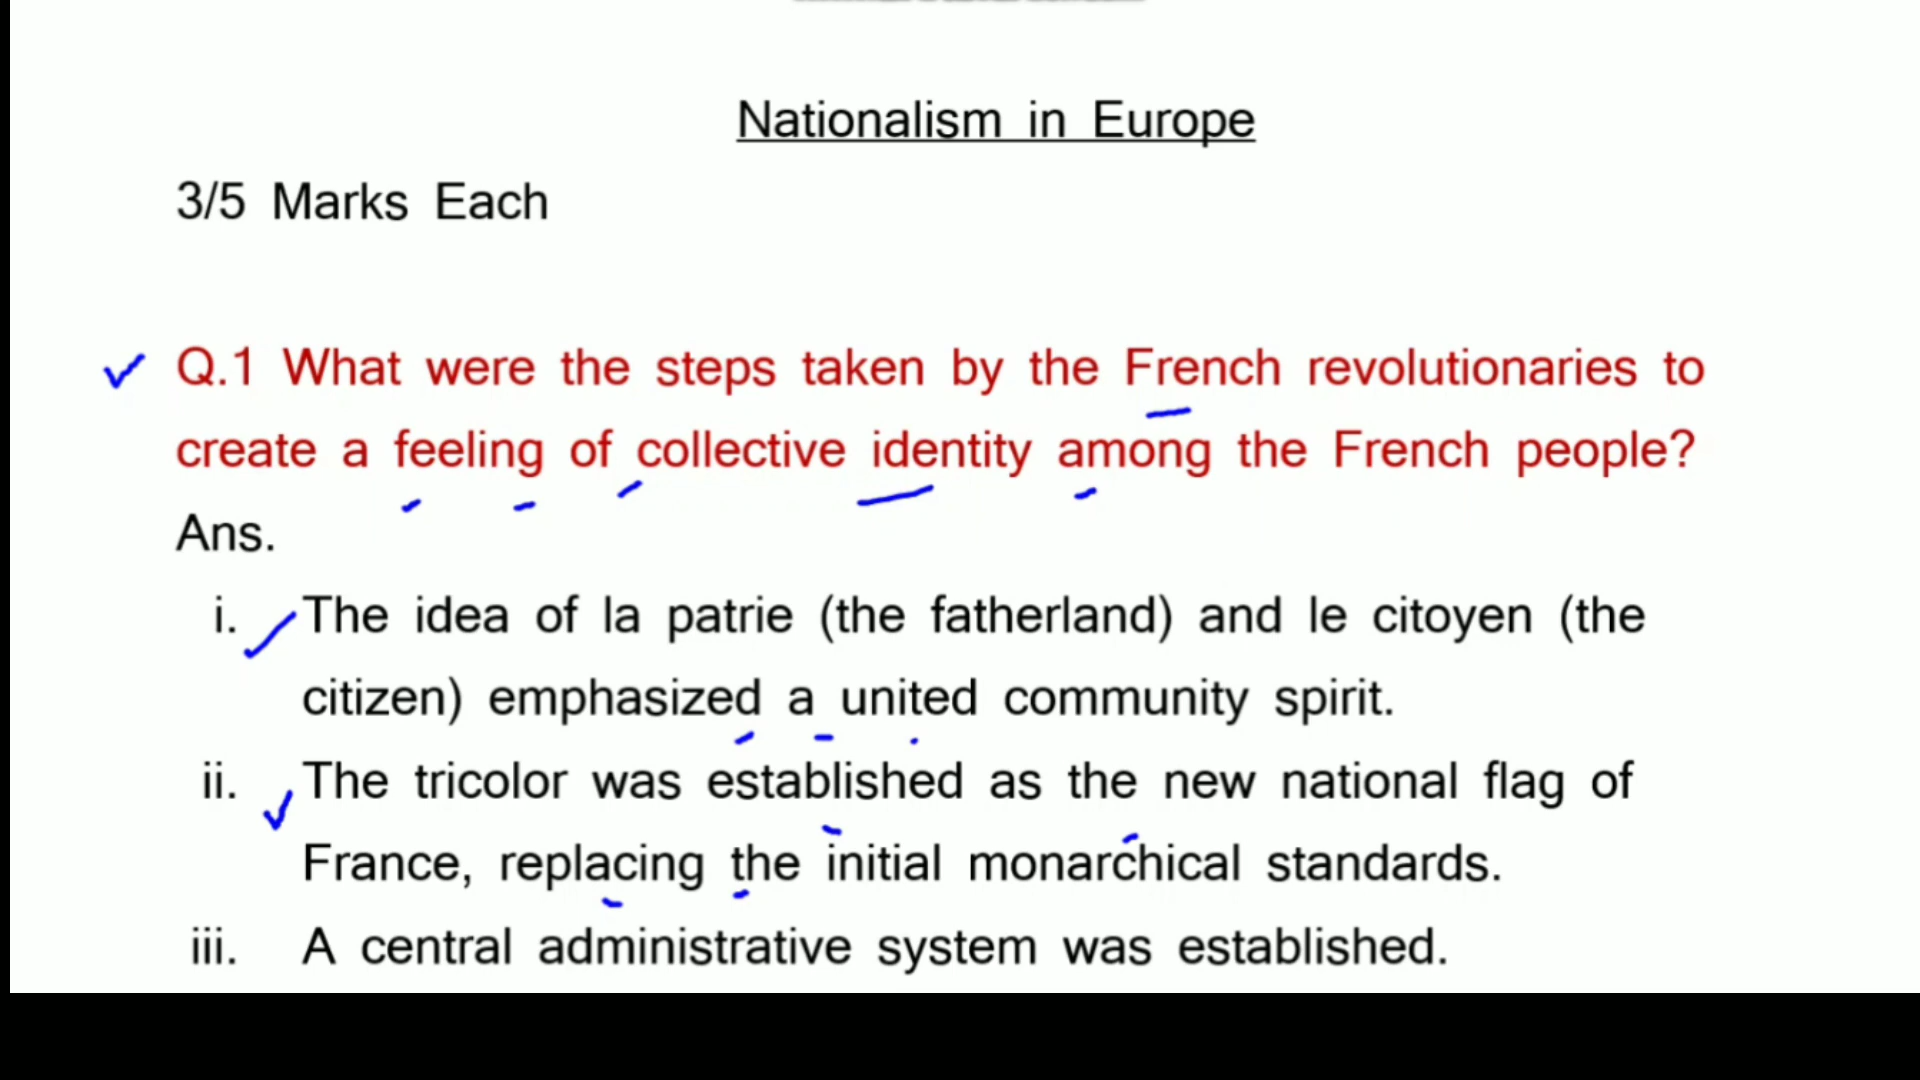 Nationalism in Europe
3/5 Marks Each
Q.1 What were the steps taken by the French revolutionaries to
create a feeling of collective identity among the French people?
Ans.
i. The idea of la patrie (the fatherland) and le citoyen (the
citizen) emphasized a united community spirit.
ii. The tricolor was established as the new national flag of
France, replacing the initial monarchical standards.
iii. A central administrative system was established.